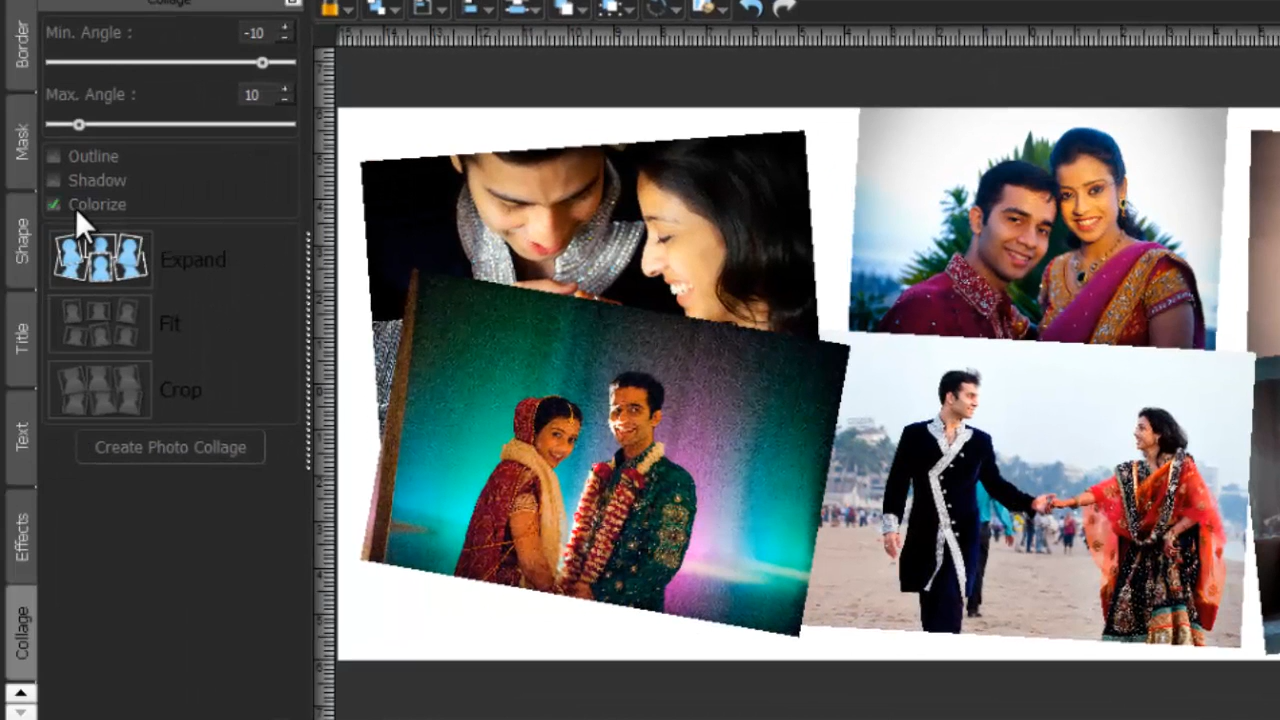 Collage
Min. Angle :
-10
Max. Angle :
10
Outline
Shadow
Colorize
Expand
Fit
Crop
Create Photo Collage
Border
Mask
Shape
Title
Text
Effects
Collage